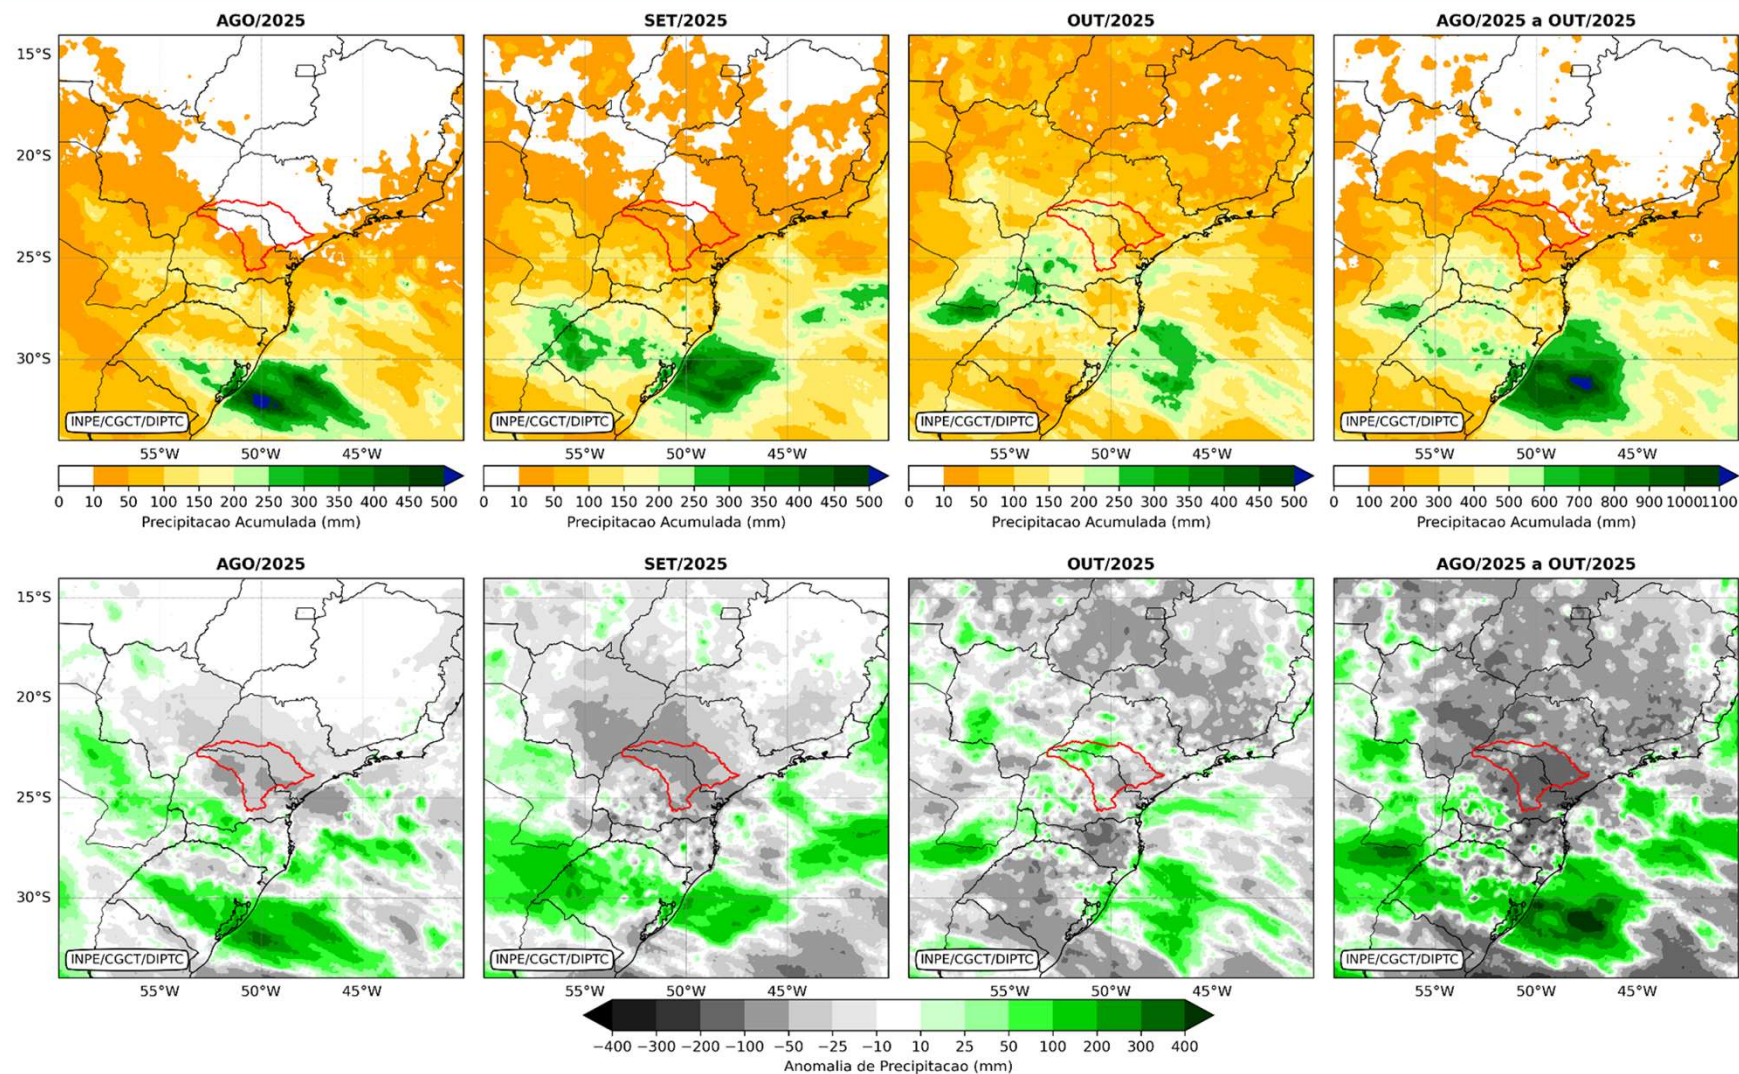 AGO/2025 SET/2025 OUT/2025 AGO/2025 a OUT/2025
15°S
20°S
25°S
30°S
INPE/CGCT/DIPTC INPE/CGCT/DIPTC INPE/CGCT/DIPTC INPE/CGCT/DIPTC
55°W 50°W 45°W 55°W 50°W 45°W 55°W 50°W 45°W 55°W 50°W 45°W
0 10 50 100 150 200 250 300 350 400 450 500 0 10 50 100 150 200 250 300 350 400 450 500 0 10 50 100 150 200 250 300 350 400 450 500 0 100 200 300 400 500 600 700 800 900 1000 1100
Precipitacao Acumulada (mm) Precipitacao Acumulada (mm) Precipitacao Acumulada (mm) Precipitacao Acumulada (mm)
AGO/2025 SET/2025 OUT/2025 AGO/2025 a OUT/2025
15°S
20°S
25°S
30°S
INPE/CGCT/DIPTC INPE/CGCT/DIPTC INPE/CGCT/DIPTC INPE/CGCT/DIPTC
55°W 50°W 45°W 55°W 50°W 45°W 55°W 50°W 45°W 55°W 50°W 45°W
−400 −300 −200 −100 −50 −25 −10 10 25 50 100 200 300 400
Anomalia de Precipitacao (mm)